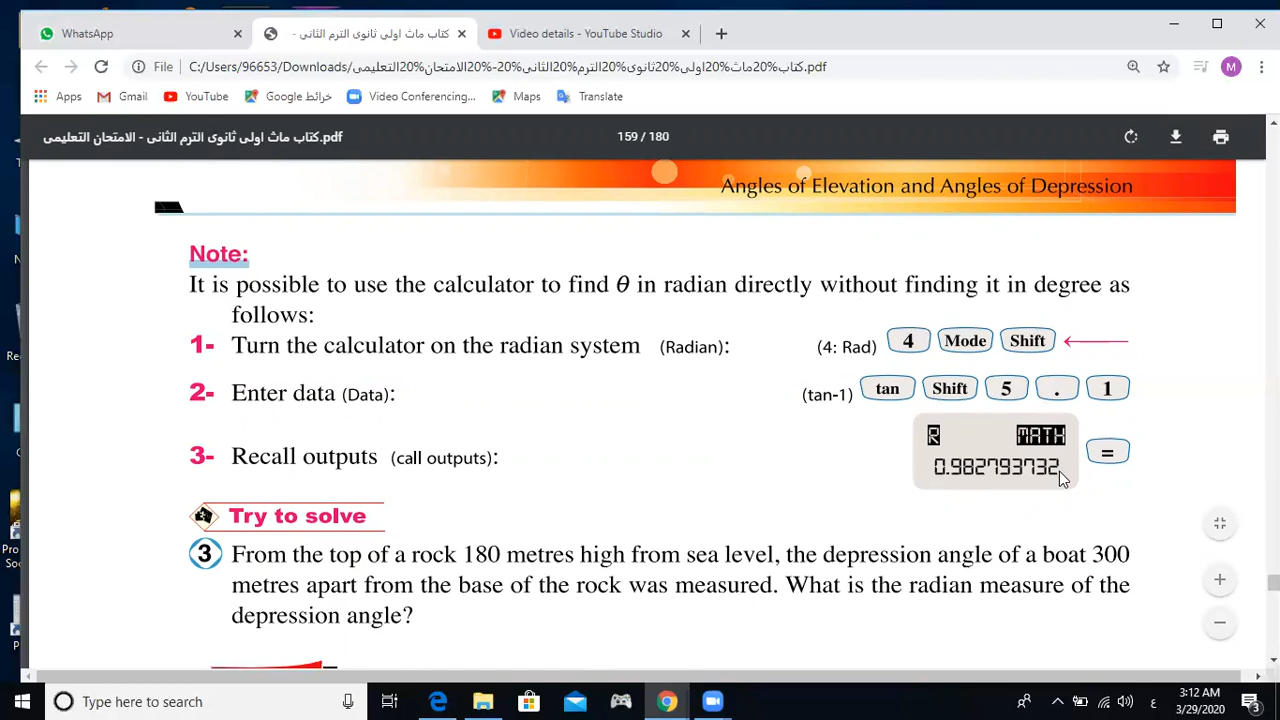 WhatsApp
كتاب ماث اولى ثانوى الترم الثانى -
Video details - YouTube Studio
File
C:/Users/96653/Downloads/كتاب%20ماث%20اولى%20ثانوى%20الترم%20الثانى%20-%20الامتحان%20التعليمى.pdf
Apps
Gmail
YouTube
خرائط Google
Video Conferencing...
Maps
Translate
كتاب ماث اولى ثانوى الترم الثانى - الامتحان التعليمى.pdf
159 / 180
Angles of Elevation and Angles of Depression
Note:
It is possible to use the calculator to find θ in radian directly without finding it in degree as
follows:
1- Turn the calculator on the radian system (Radian): (4: Rad) 4 Mode Shift
2- Enter data (Data): (tan-1) tan Shift 5 . 1
R MATH
3- Recall outputs (call outputs): 0.982793732 =
Try to solve
3 From the top of a rock 180 metres high from sea level, the depression angle of a boat 300
metres apart from the base of the rock was measured. What is the radian measure of the
depression angle?
Type here to search
ع
3:12 AM
3/29/2020
3